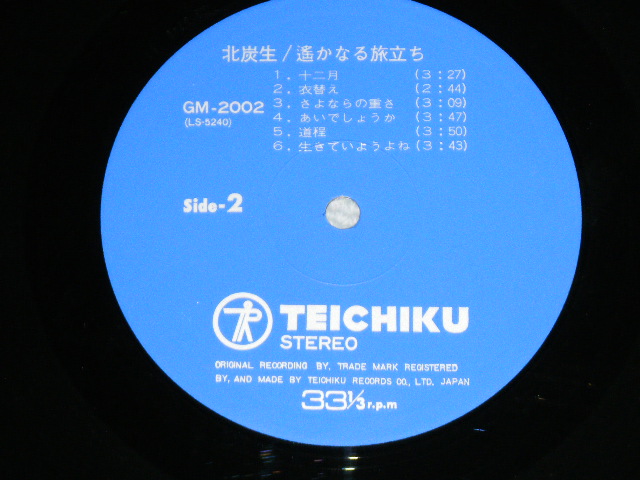 北炭生/遙かなる旅立ち
1. 十二月 (3:27)
2. 衣替え (2:44)
3. さよならの重さ (3:09)
4. あいでしょうか (3:47)
5. 道程 (3:50)
6. 生きていようよね (3:43)
GM-2002
(LS-5240)
Side-2
TEICHIKU
STEREO
ORIGINAL RECORDING BY, TRADE MARK REGISTERED
BY, AND MADE BY TEICHIKU RECORDS CO., LTD. JAPAN
33 1/3 r.p.m